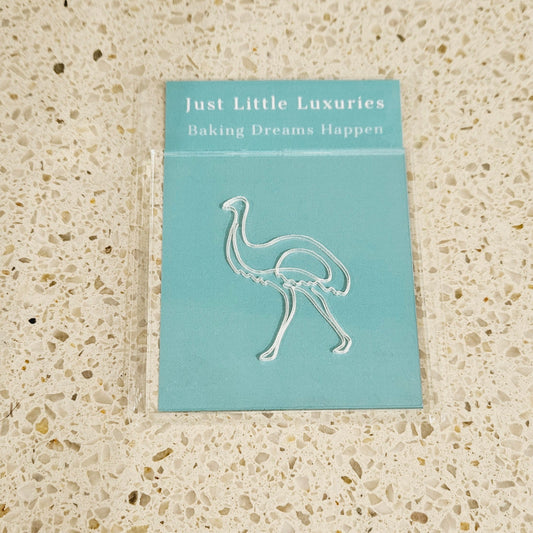 Just Little Luxuries
Baking Dreams Happen